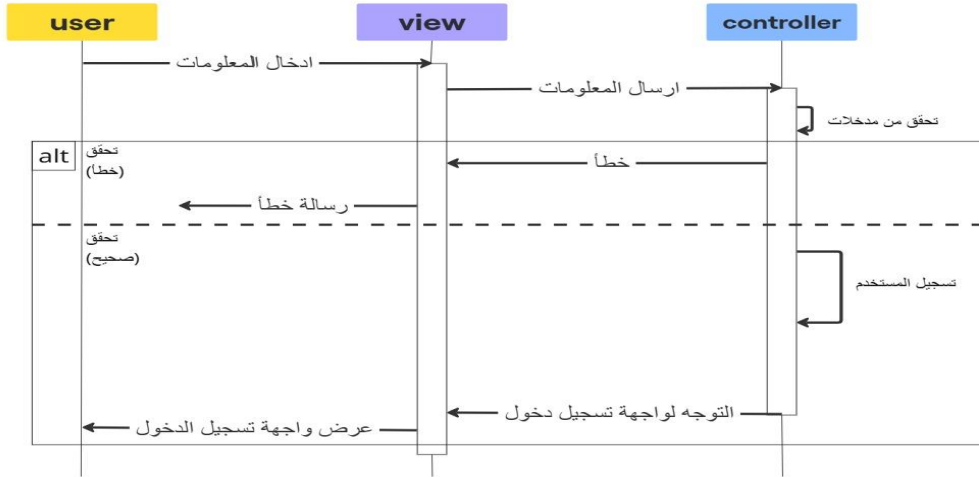 user
view
controller
ادخال المعلومات
ارسال المعلومات
تحقق من مدخلات
alt
تحقق
(خطأ)
خطأ
رسالة خطأ
تحقق
(صحيح)
تسجيل المستخدم
التوجه لواجهة تسجيل دخول
عرض واجهة تسجيل الدخول